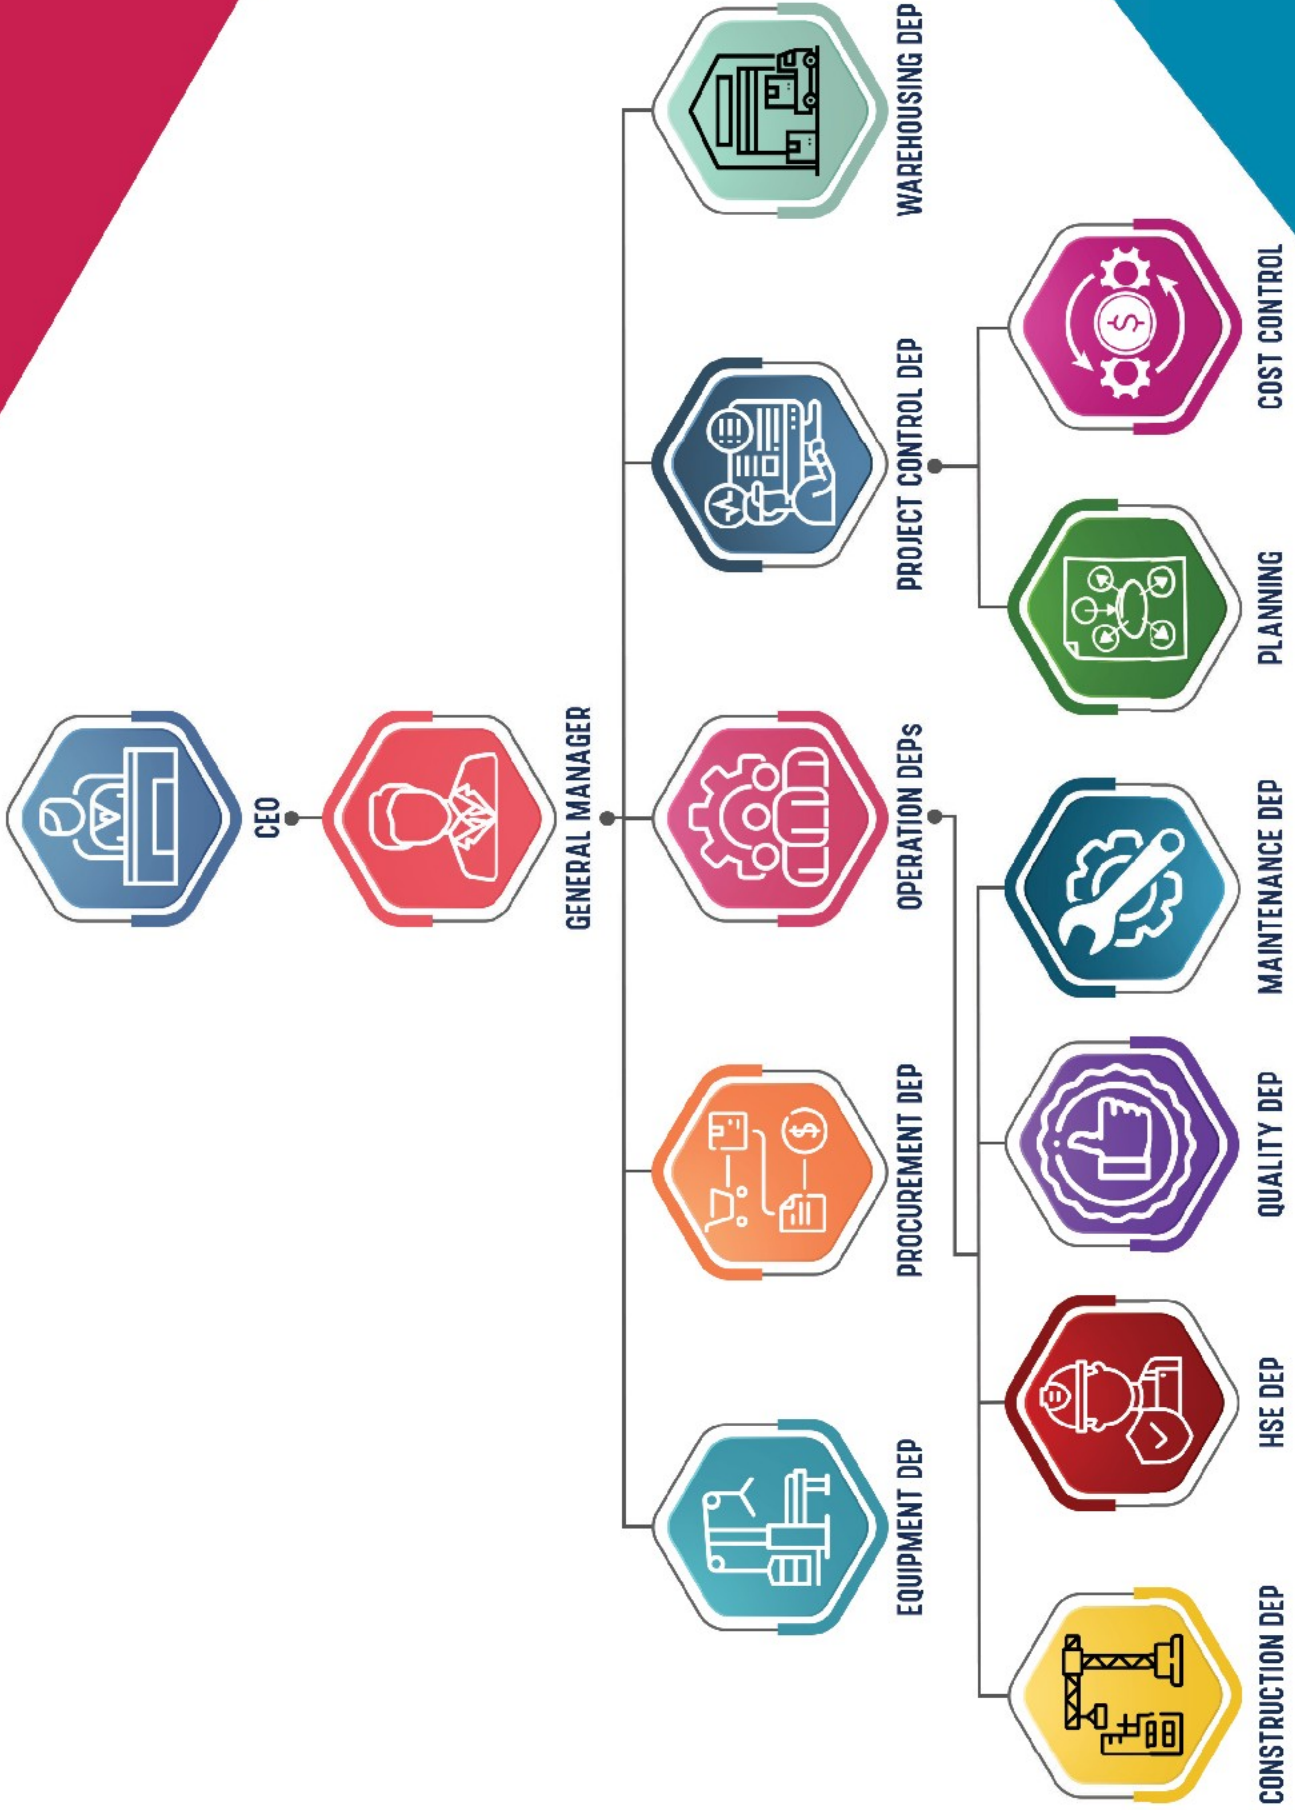 CEO
GENERAL MANAGER
EQUIPMENT DEP
PROCUREMENT DEP
OPERATION DEPs
PROJECT CONTROL DEP
WAREHOUSING DEP
CONSTRUCTION DEP
HSE DEP
QUALITY DEP
MAINTENANCE DEP
PLANNING
COST CONTROL